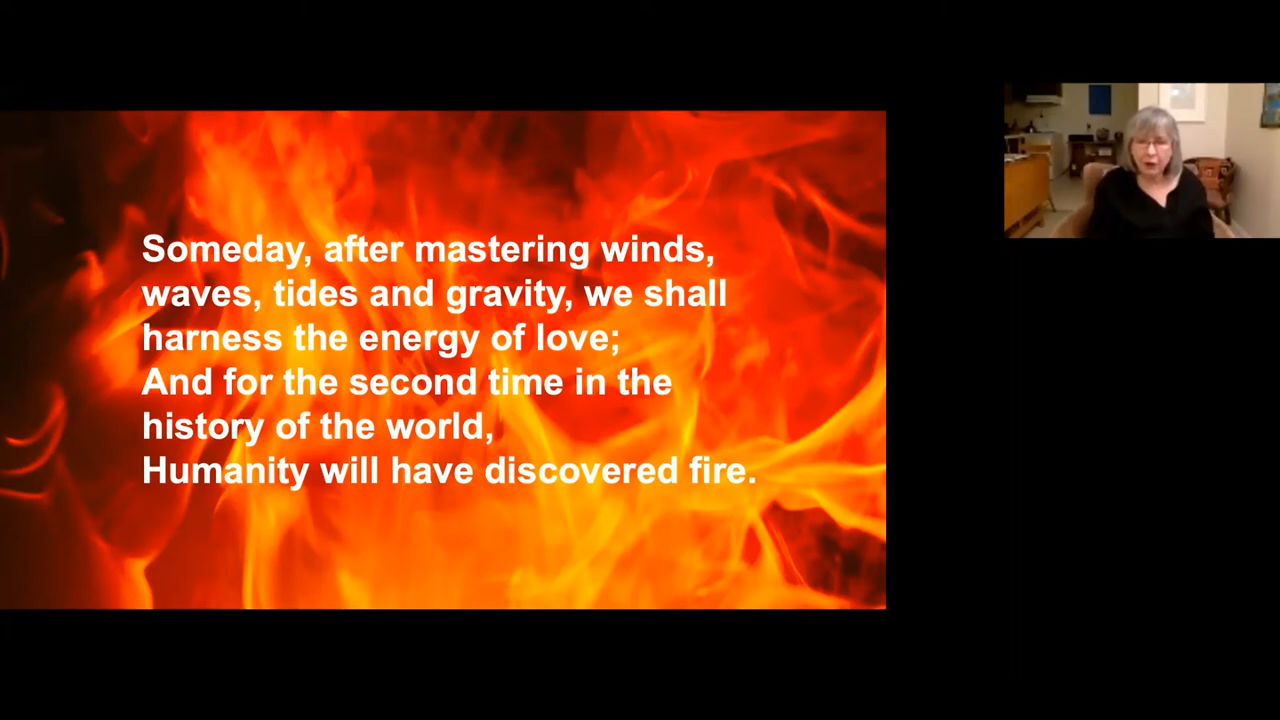 Someday, after mastering winds,
waves, tides and gravity, we shall
harness the energy of love;
And for the second time in the
history of the world,
Humanity will have discovered fire.